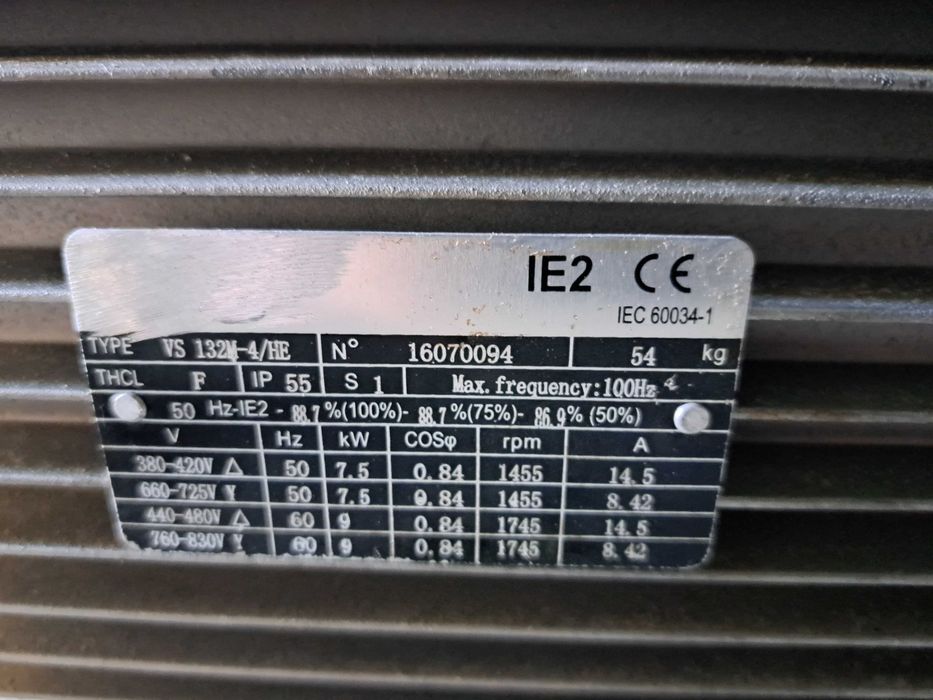 IE2 CE
IEC 60034-1
TYPE VS 132M-4/HE N° 16070094 54 kg
THCL F IP 55 S 1 Max. frequency:100Hz
50 Hz-IE2 - 88.7 %(100%)- 88.7 %(75%)- 86.9% (50%)
V Hz kW COSφ rpm A
380-420V △ 50 7.5 0.84 1455 14.5
660-725V Y 50 7.5 0.84 1455 8.42
440-480V △ 60 9 0.84 1745 14.5
760-830V Y 60 9 0.84 1745 8.42